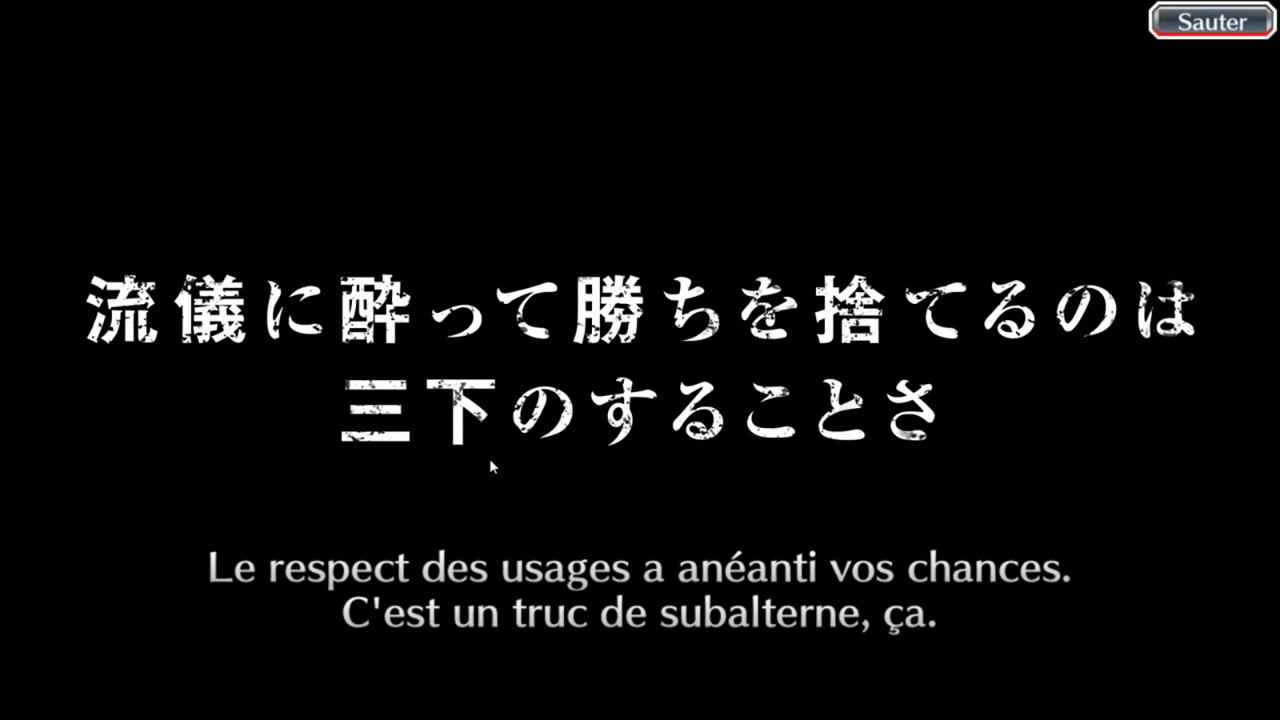 Sauter
流儀に酔って勝ちを捨てるのは
三下のすることさ
Le respect des usages a anéanti vos chances.
C'est un truc de subalterne, ça.